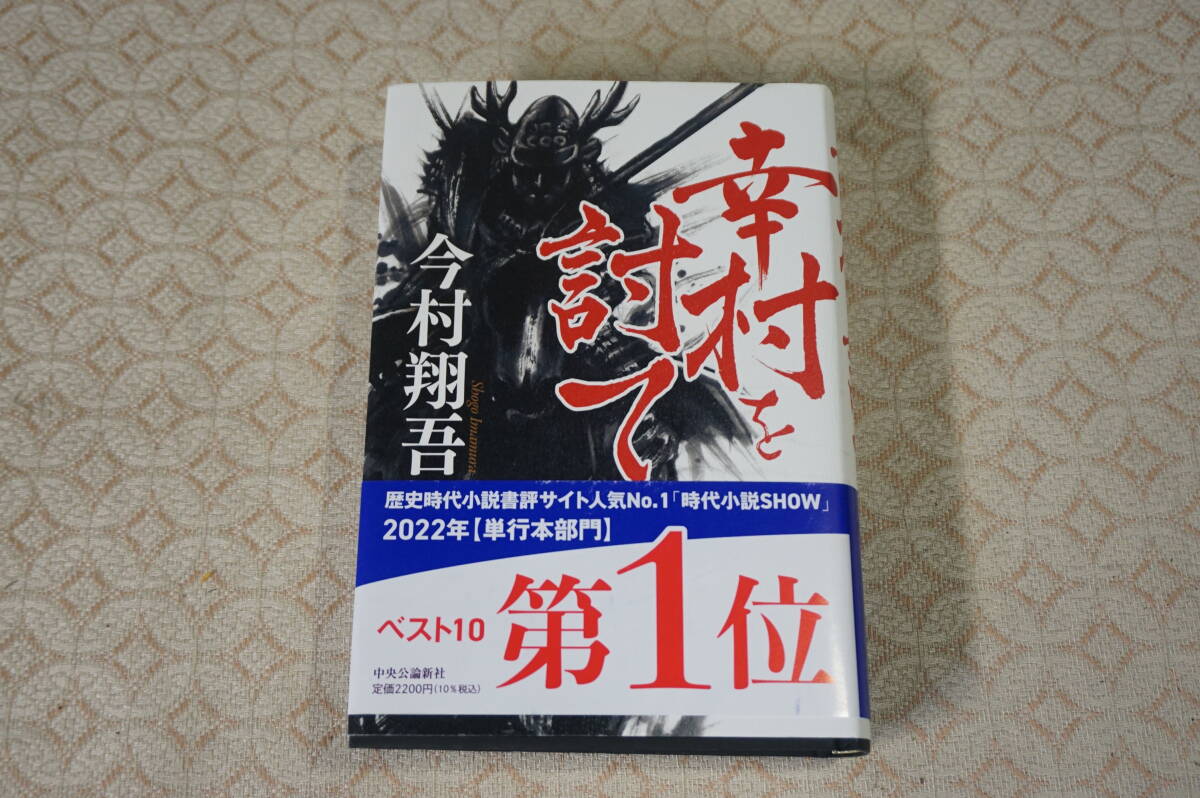 幸村を
討て
今村翔吾
Shogo Imamura
歴史時代小説書評サイト人気No.1「時代小説SHOW」
2022年【単行本部門】
ベスト10
第1位
中央公論新社
定価2200円(10%税込)